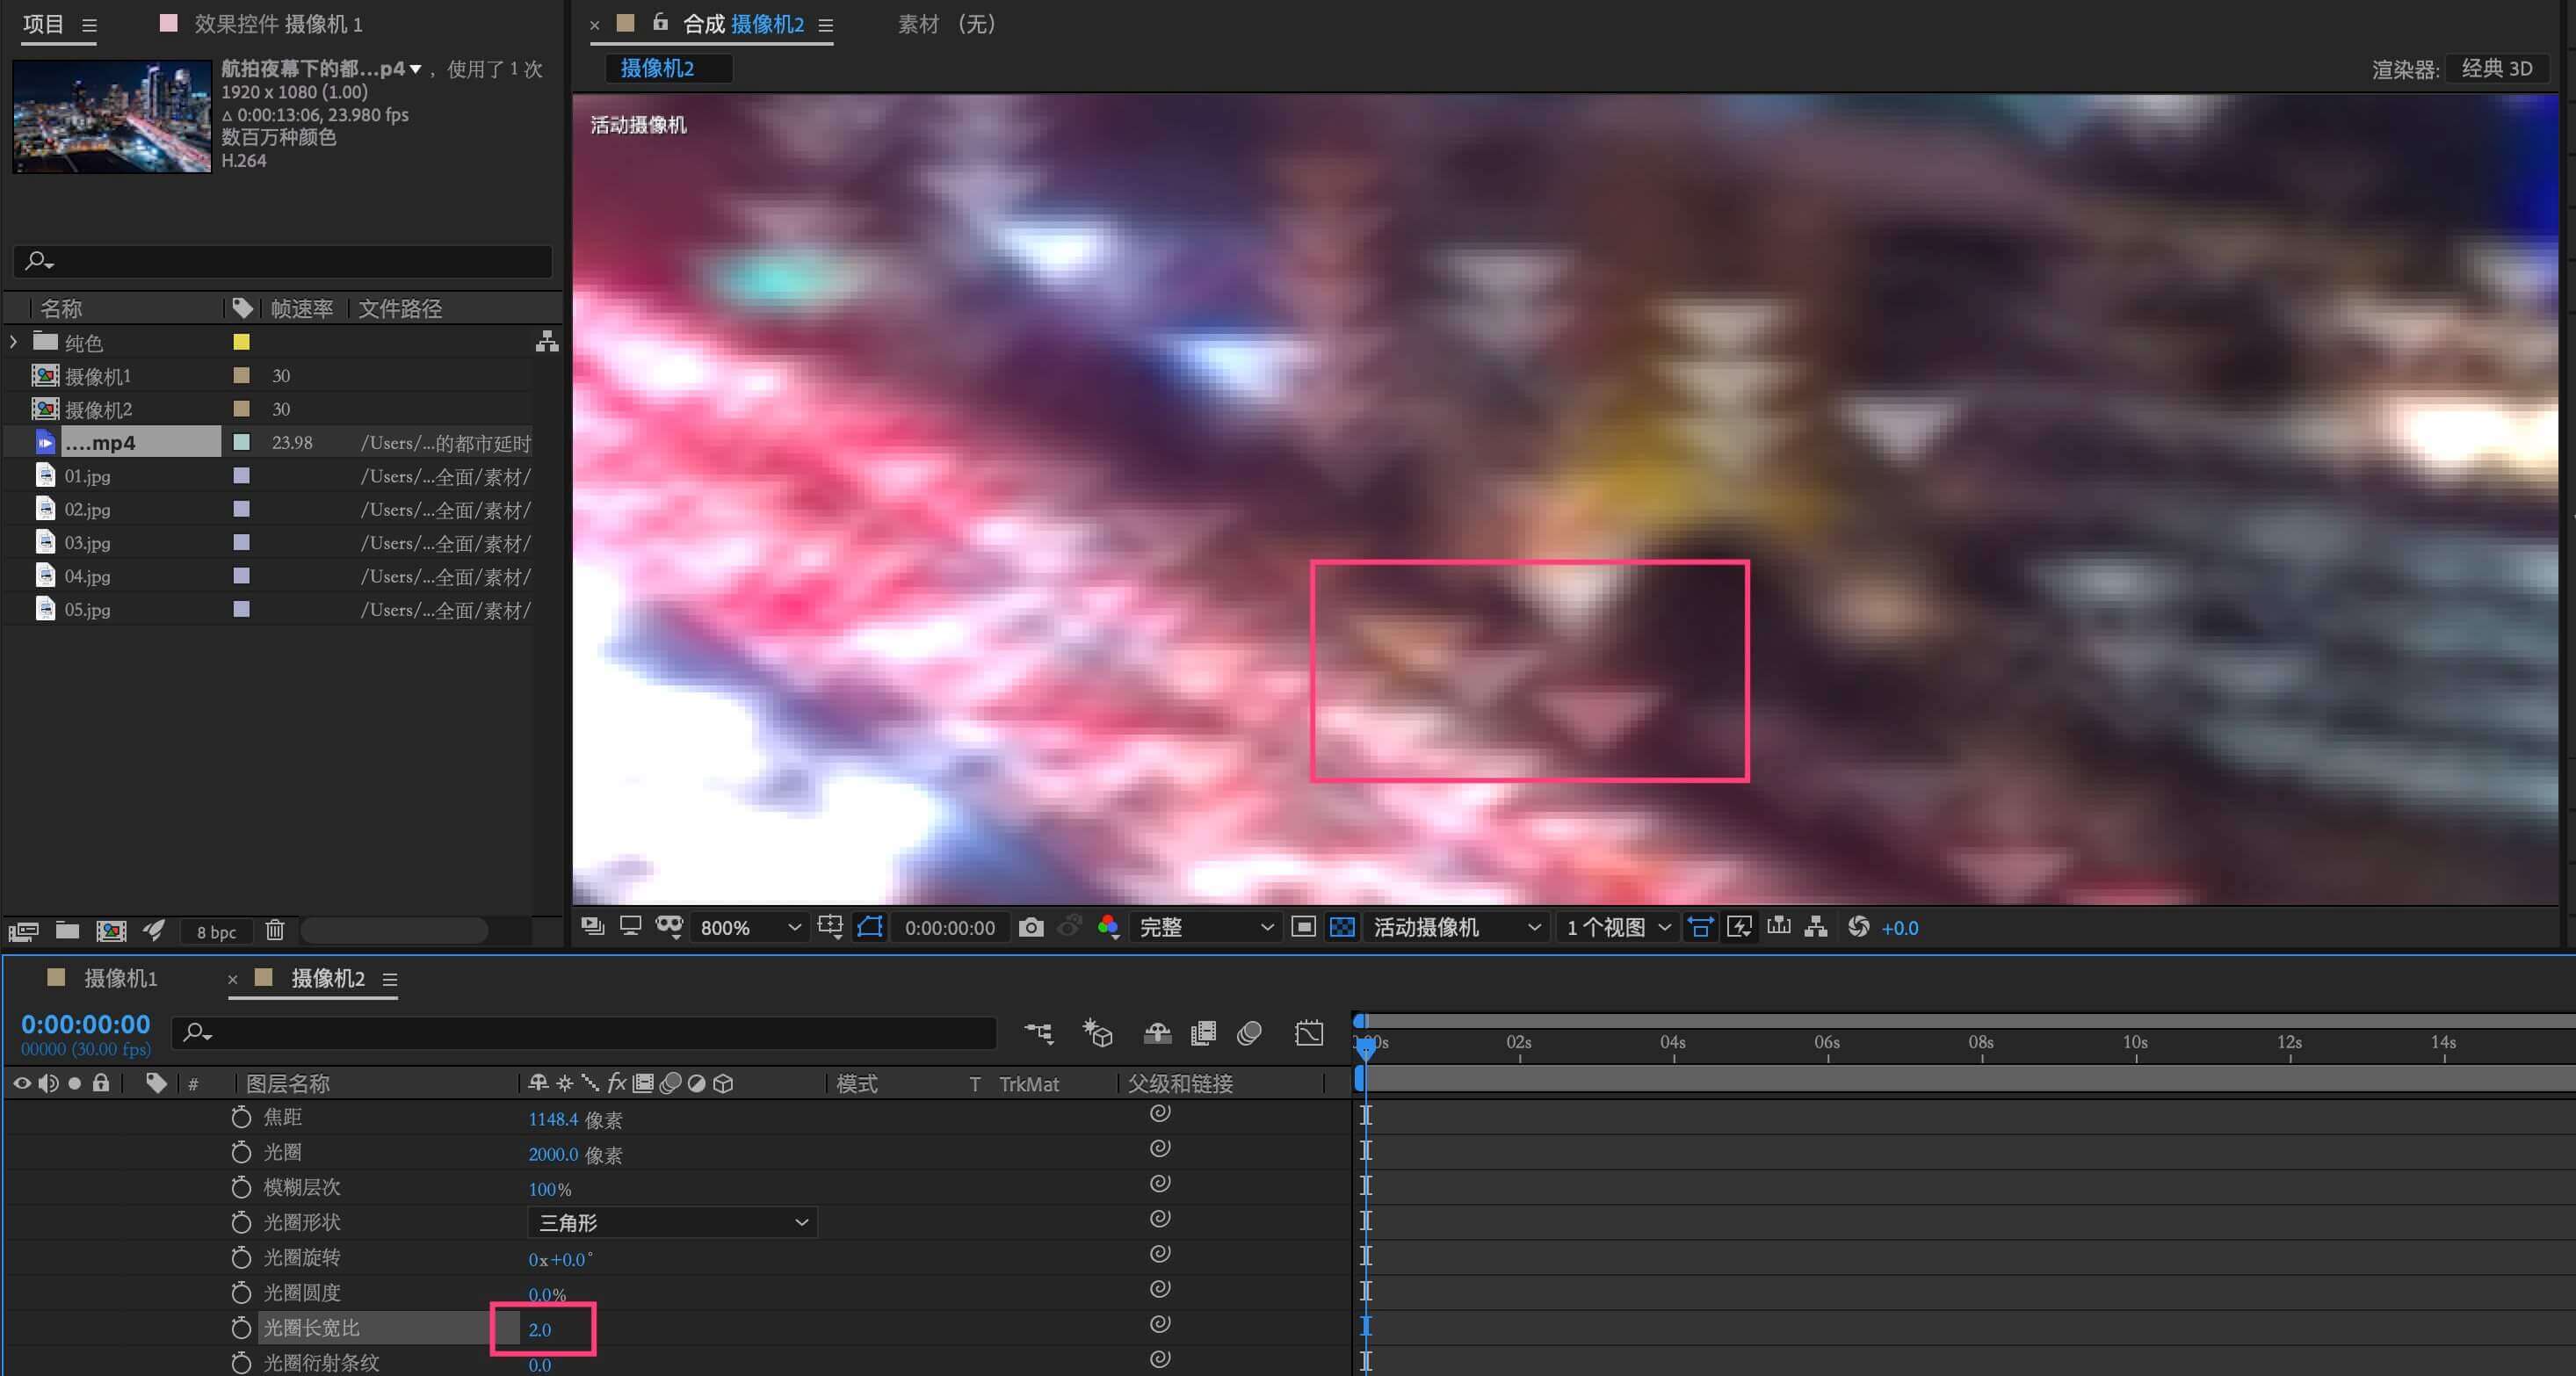 项目
效果控件 摄像机 1
航拍夜幕下的都...p4 ，使用了 1 次
1920 x 1080 (1.00)
Δ 0:00:13:06, 23.980 fps
数百万种颜色
H.264
名称 帧速率 文件路径
纯色
摄像机1 30
摄像机2 30
....mp4 23.98 /Users/...的都市延时
01.jpg /Users/...全面/素材/
02.jpg /Users/...全面/素材/
03.jpg /Users/...全面/素材/
04.jpg /Users/...全面/素材/
05.jpg /Users/...全面/素材/
8 bpc
合成 摄像机2
素材 (无)
摄像机2
渲染器: 经典 3D
活动摄像机
800% 0:00:00:00 完整 活动摄像机 1 个视图 +0.0
摄像机1
摄像机2
0:00:00:00
00000 (30.00 fps)
02s 04s 06s 08s 10s 12s 14s
# 图层名称 fx 模式 T TrkMat 父级和链接
焦距 1148.4 像素
光圈 2000.0 像素
模糊层次 100%
光圈形状 三角形
光圈旋转 0x+0.0°
光圈圆度 0.0%
光圈长宽比 2.0
光圈衍射条纹 0.0